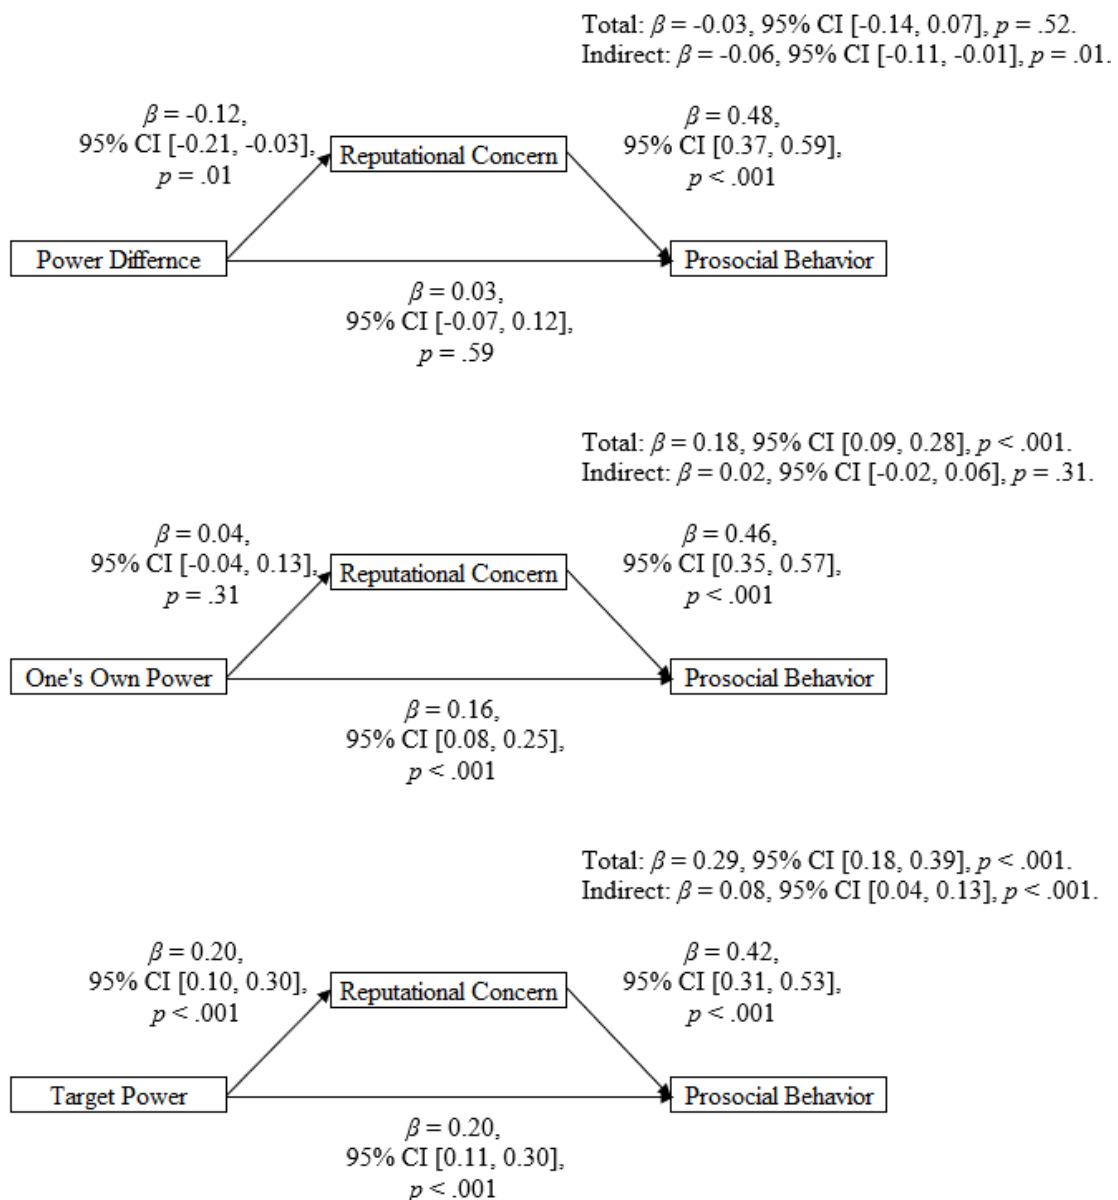 Total: β = -0.03, 95% CI [-0.14, 0.07], p = .52.
Indirect: β = -0.06, 95% CI [-0.11, -0.01], p = .01.
β = -0.12,
95% CI [-0.21, -0.03],
p = .01
β = 0.48,
95% CI [0.37, 0.59],
p < .001
Reputational Concern
Power Differnce
Prosocial Behavior
β = 0.03,
95% CI [-0.07, 0.12],
p = .59
Total: β = 0.18, 95% CI [0.09, 0.28], p < .001.
Indirect: β = 0.02, 95% CI [-0.02, 0.06], p = .31.
β = 0.04,
95% CI [-0.04, 0.13],
p = .31
β = 0.46,
95% CI [0.35, 0.57],
p < .001
Reputational Concern
One's Own Power
Prosocial Behavior
β = 0.16,
95% CI [0.08, 0.25],
p < .001
Total: β = 0.29, 95% CI [0.18, 0.39], p < .001.
Indirect: β = 0.08, 95% CI [0.04, 0.13], p < .001.
β = 0.20,
95% CI [0.10, 0.30],
p < .001
β = 0.42,
95% CI [0.31, 0.53],
p < .001
Reputational Concern
Target Power
Prosocial Behavior
β = 0.20,
95% CI [0.11, 0.30],
p < .001